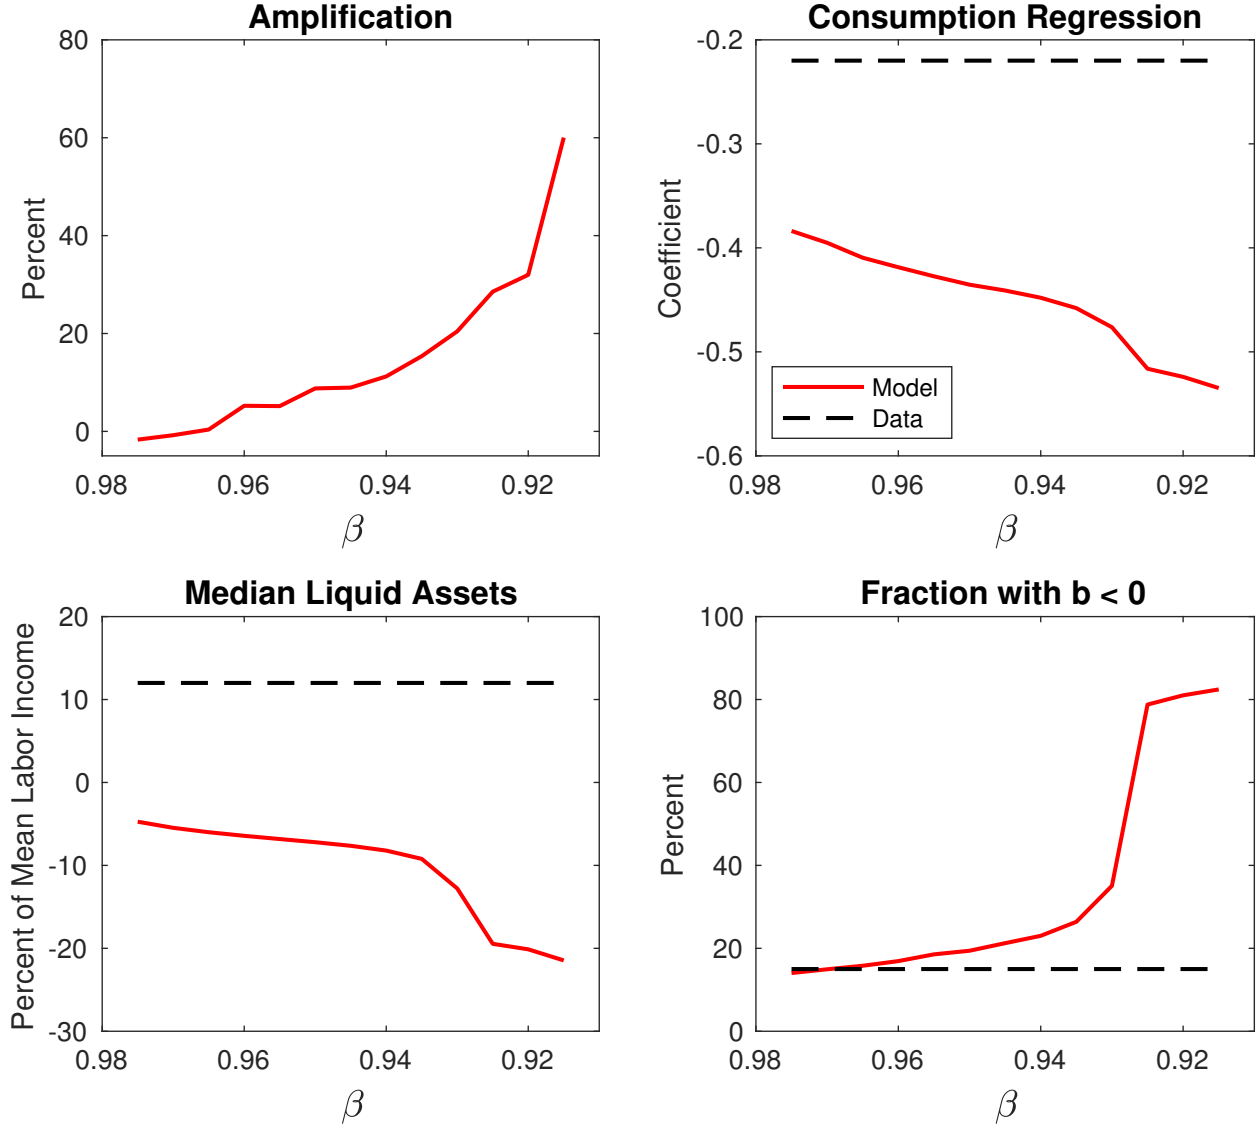 Amplification
80
60
40
20
0
Percent
0.98
0.96
0.94
0.92
β
Consumption Regression
-0.2
-0.3
-0.4
-0.5
-0.6
Coefficient
Model
Data
0.98
0.96
0.94
0.92
β
Median Liquid Assets
20
10
0
-10
-20
-30
Percent of Mean Labor Income
0.98
0.96
0.94
0.92
β
Fraction with b < 0
100
80
60
40
20
0
Percent
0.98
0.96
0.94
0.92
β